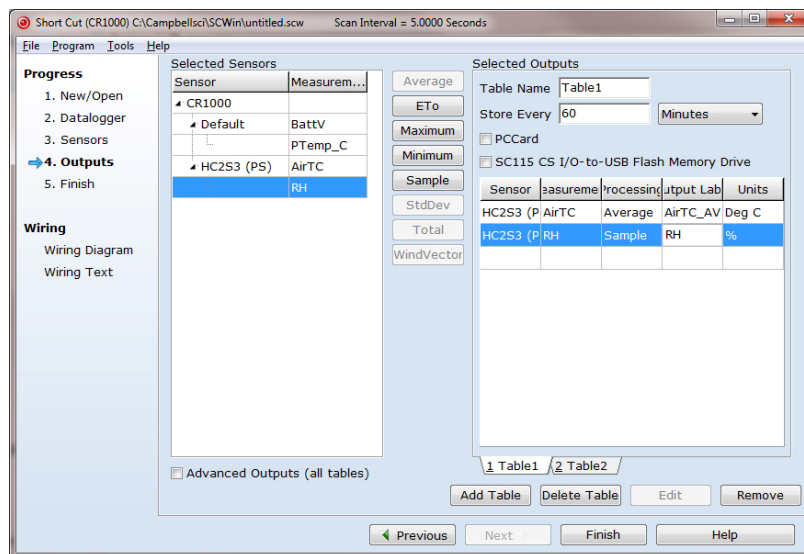 Short Cut (CR1000) C:\Campbellsci\SCWin\untitled.scw Scan Interval = 5.0000 Seconds
File Program Tools Help
Progress
1. New/Open
2. Datalogger
3. Sensors
4. Outputs
5. Finish
Wiring
Wiring Diagram
Wiring Text
Selected Sensors
Sensor Measurem...
CR1000
Default BattV
PTemp_C
HC2S3 (PS) AirTC
RH
Advanced Outputs (all tables)
Average
ETo
Maximum
Minimum
Sample
StdDev
Total
WindVector
Selected Outputs
Table Name Table1
Store Every 60 Minutes
PCCard
SC115 CS I/O-to-USB Flash Memory Drive
Sensor easureme Processing utput Lab Units
HC2S3 (P AirTC Average AirTC_AV Deg C
HC2S3 (P RH Sample RH %
1 Table1 2 Table2
Add Table Delete Table Edit Remove
Previous Next Finish Help